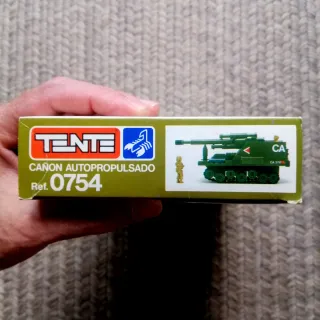 TENTE
CAÑON AUTOPROPULSADO
Ref. 0754
CA